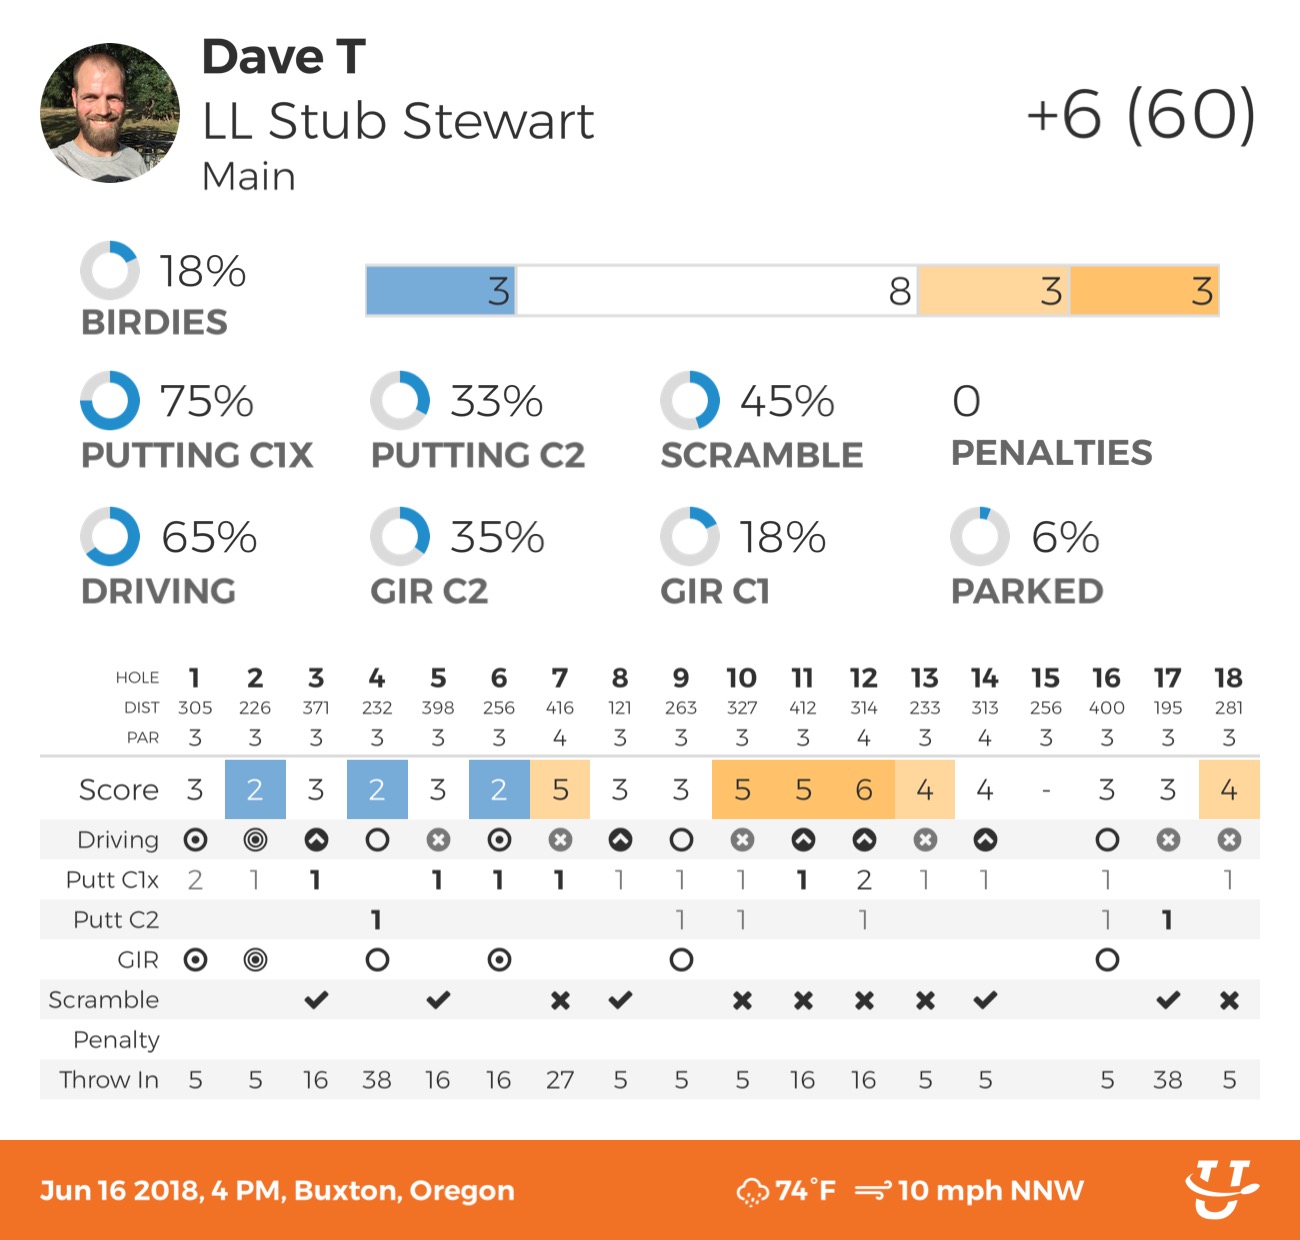 Dave T
LL Stub Stewart
Main
+6 (60)
18%
BIRDIES
3 8 3 3
75%
PUTTING C1X
33%
PUTTING C2
45%
SCRAMBLE
0
PENALTIES
65%
DRIVING
35%
GIR C2
18%
GIR C1
6%
PARKED
HOLE 1 2 3 4 5 6 7 8 9 10 11 12 13 14 15 16 17 18
DIST 305 226 371 232 398 256 416 121 263 327 412 314 233 313 256 400 195 281
PAR 3 3 3 3 3 3 4 3 3 3 3 4 3 4 3 3 3 3
Score 3 2 3 2 3 2 5 3 3 5 5 6 4 4 - 3 3 4
Driving
Putt C1x 2 1 1 1 1 1 1 1 1 1 2 1 1 1 1
Putt C2 1 1 1 1 1 1
GIR
Scramble
Penalty
Throw In 5 5 16 38 16 16 27 5 5 5 16 16 5 5 5 38 5
Jun 16 2018, 4 PM, Buxton, Oregon
74°F 10 mph NNW